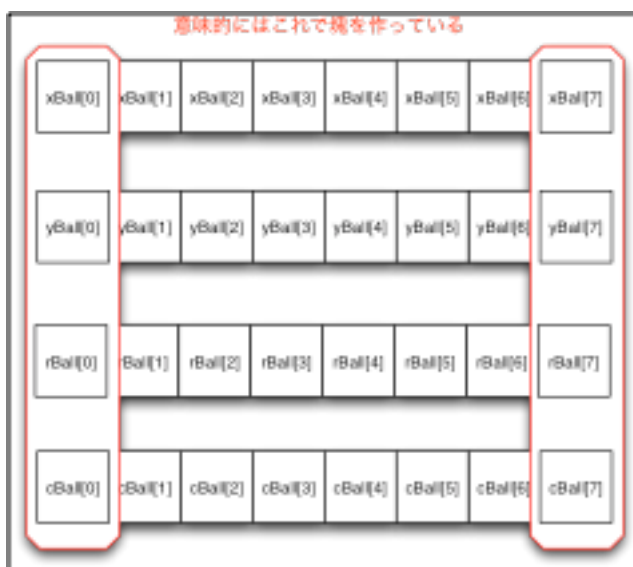 意味的にはこれで塊を作っている
xBall[0] xBall[1] xBall[2] xBall[3] xBall[4] xBall[5] xBall[6] xBall[7]
yBall[0] yBall[1] yBall[2] yBall[3] yBall[4] yBall[5] yBall[6] yBall[7]
rBall[0] rBall[1] rBall[2] rBall[3] rBall[4] rBall[5] rBall[6] rBall[7]
cBall[0] cBall[1] cBall[2] cBall[3] cBall[4] cBall[5] cBall[6] cBall[7]